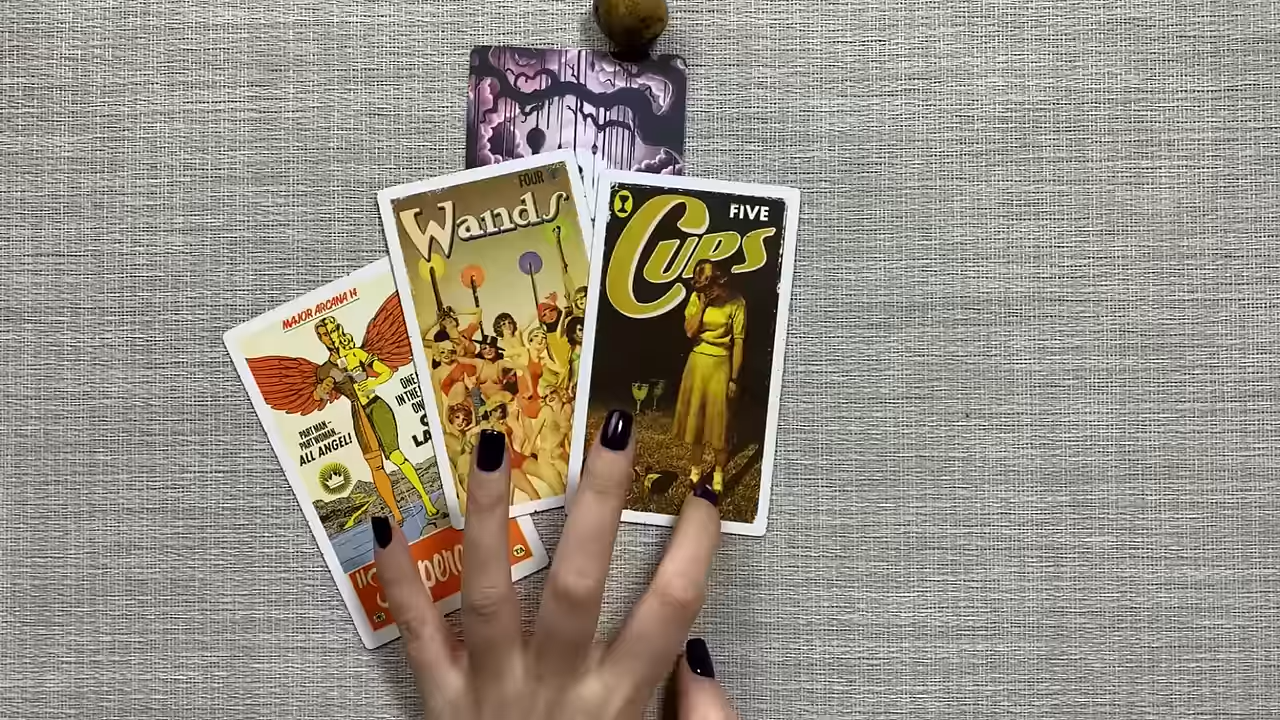 MAJOR ARCANA 14
PART MAN—
PART WOMAN...
ALL ANGEL!
ONE
IN THE
FOUR
Wands
FIVE
Cups